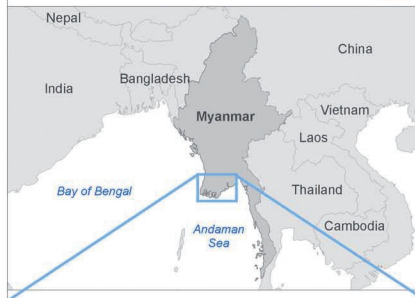 Nepal
China
India
Bangladesh
Myanmar
Vietnam
Laos
Bay of Bengal
Thailand
Andaman
Sea
Cambodia